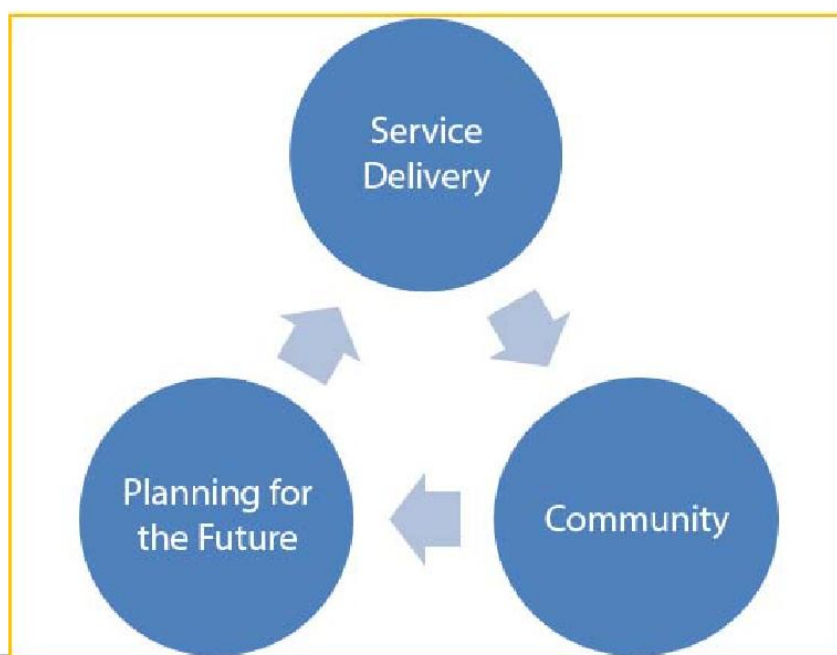 Service
Delivery
Planning for
the Future
Community